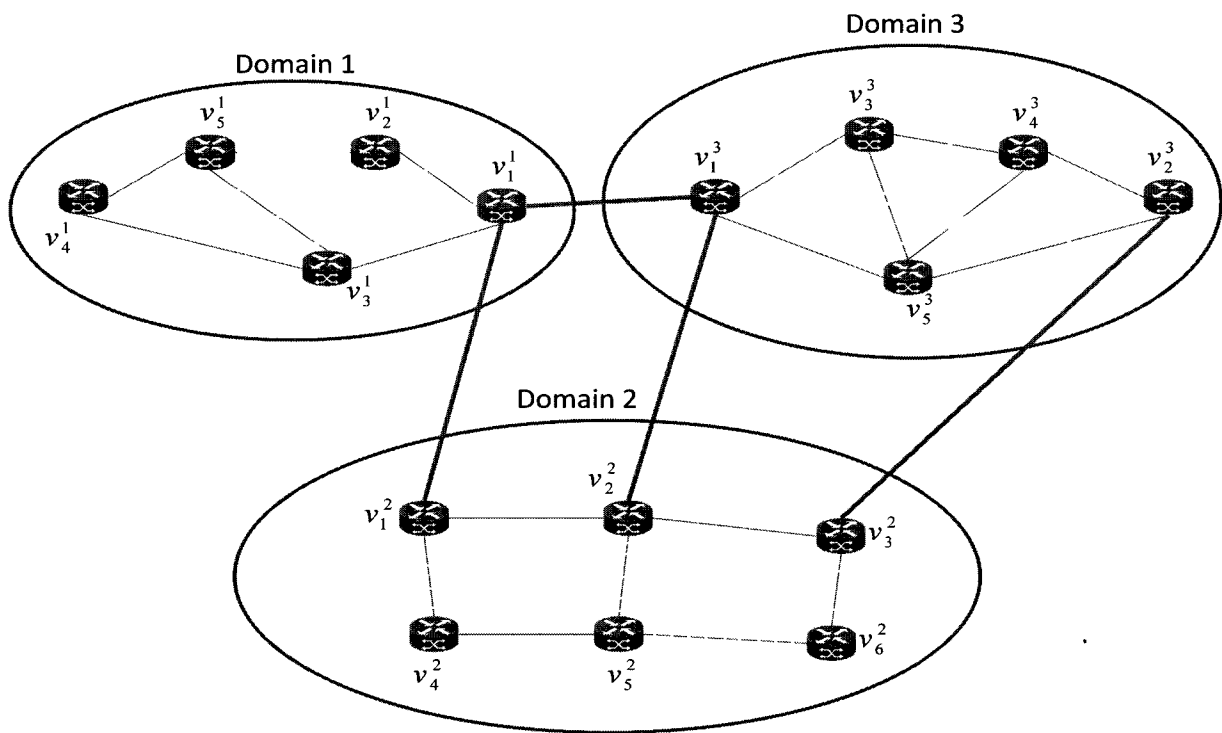 Domain 1
v_5^1
v_2^1
v_1^1
v_4^1
v_3^1
Domain 3
v_3^3
v_4^3
v_1^3
v_2^3
v_5^3
Domain 2
v_1^2
v_2^2
v_3^2
v_4^2
v_5^2
v_6^2